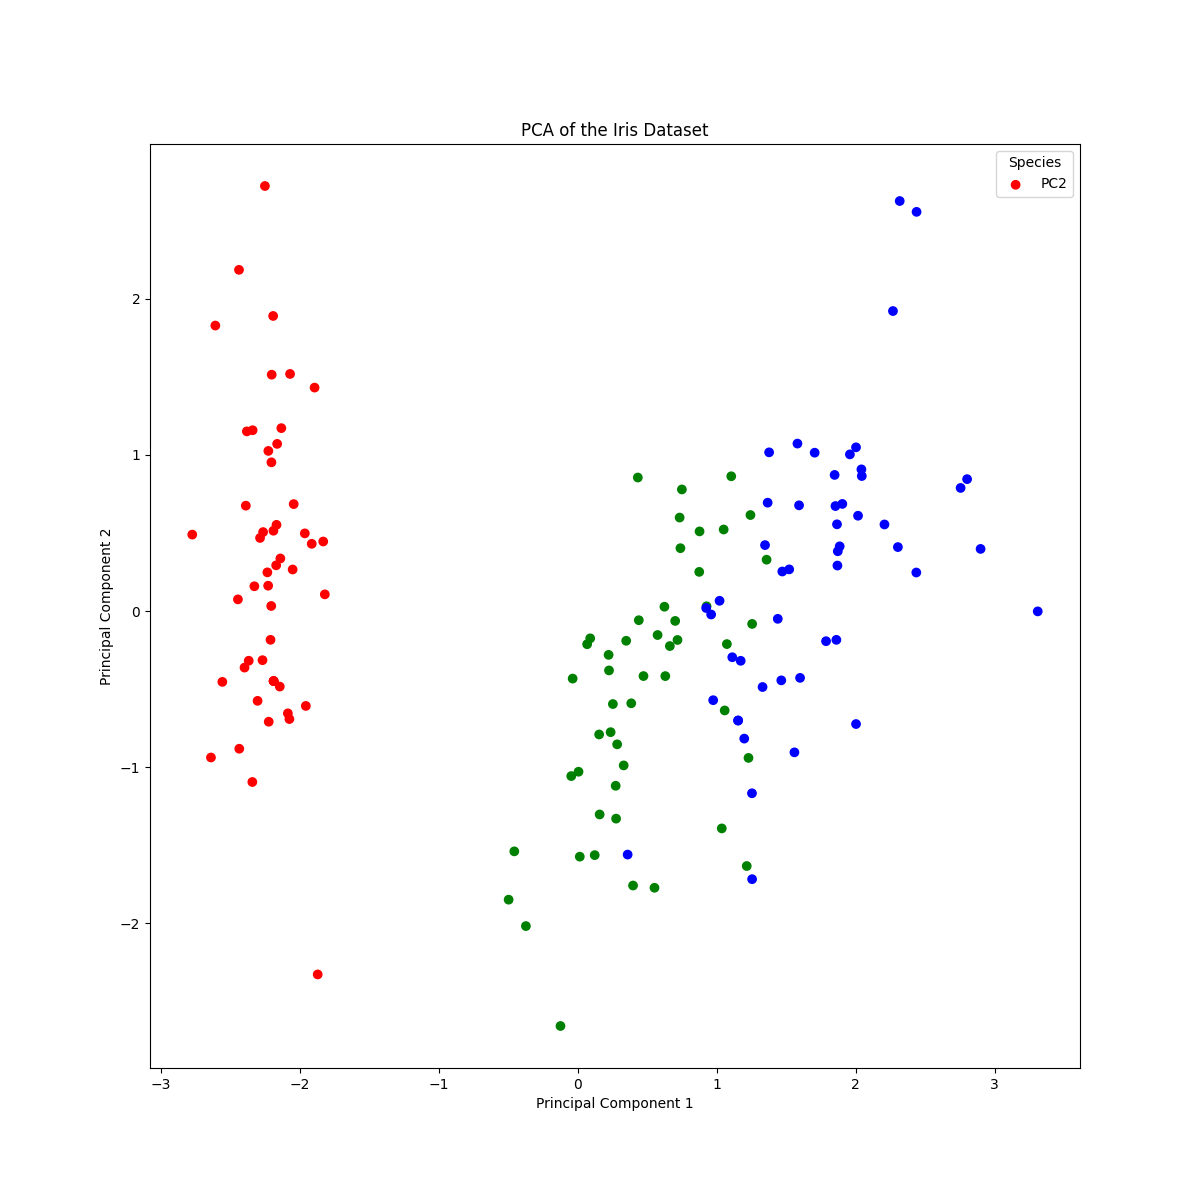 PCA of the Iris Dataset
Species
PC2
2
1
0
−1
−2
Principal Component 2
−3
−2
−1
0
1
2
3
Principal Component 1